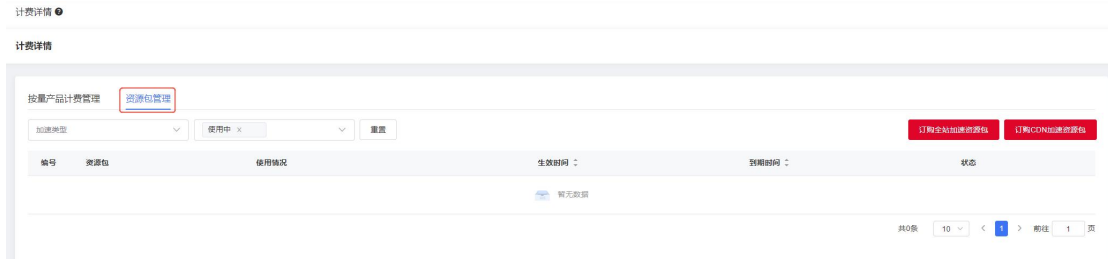 计费详情
计费详情
按量产品计费管理 资源包管理
加速类型 使用中 × 重置 订购全站加速资源包 订购CDN加速资源包
编号 资源包 使用情况 生效时间 到期时间 状态
暂无数据
共0条 10 1 前往 1 页